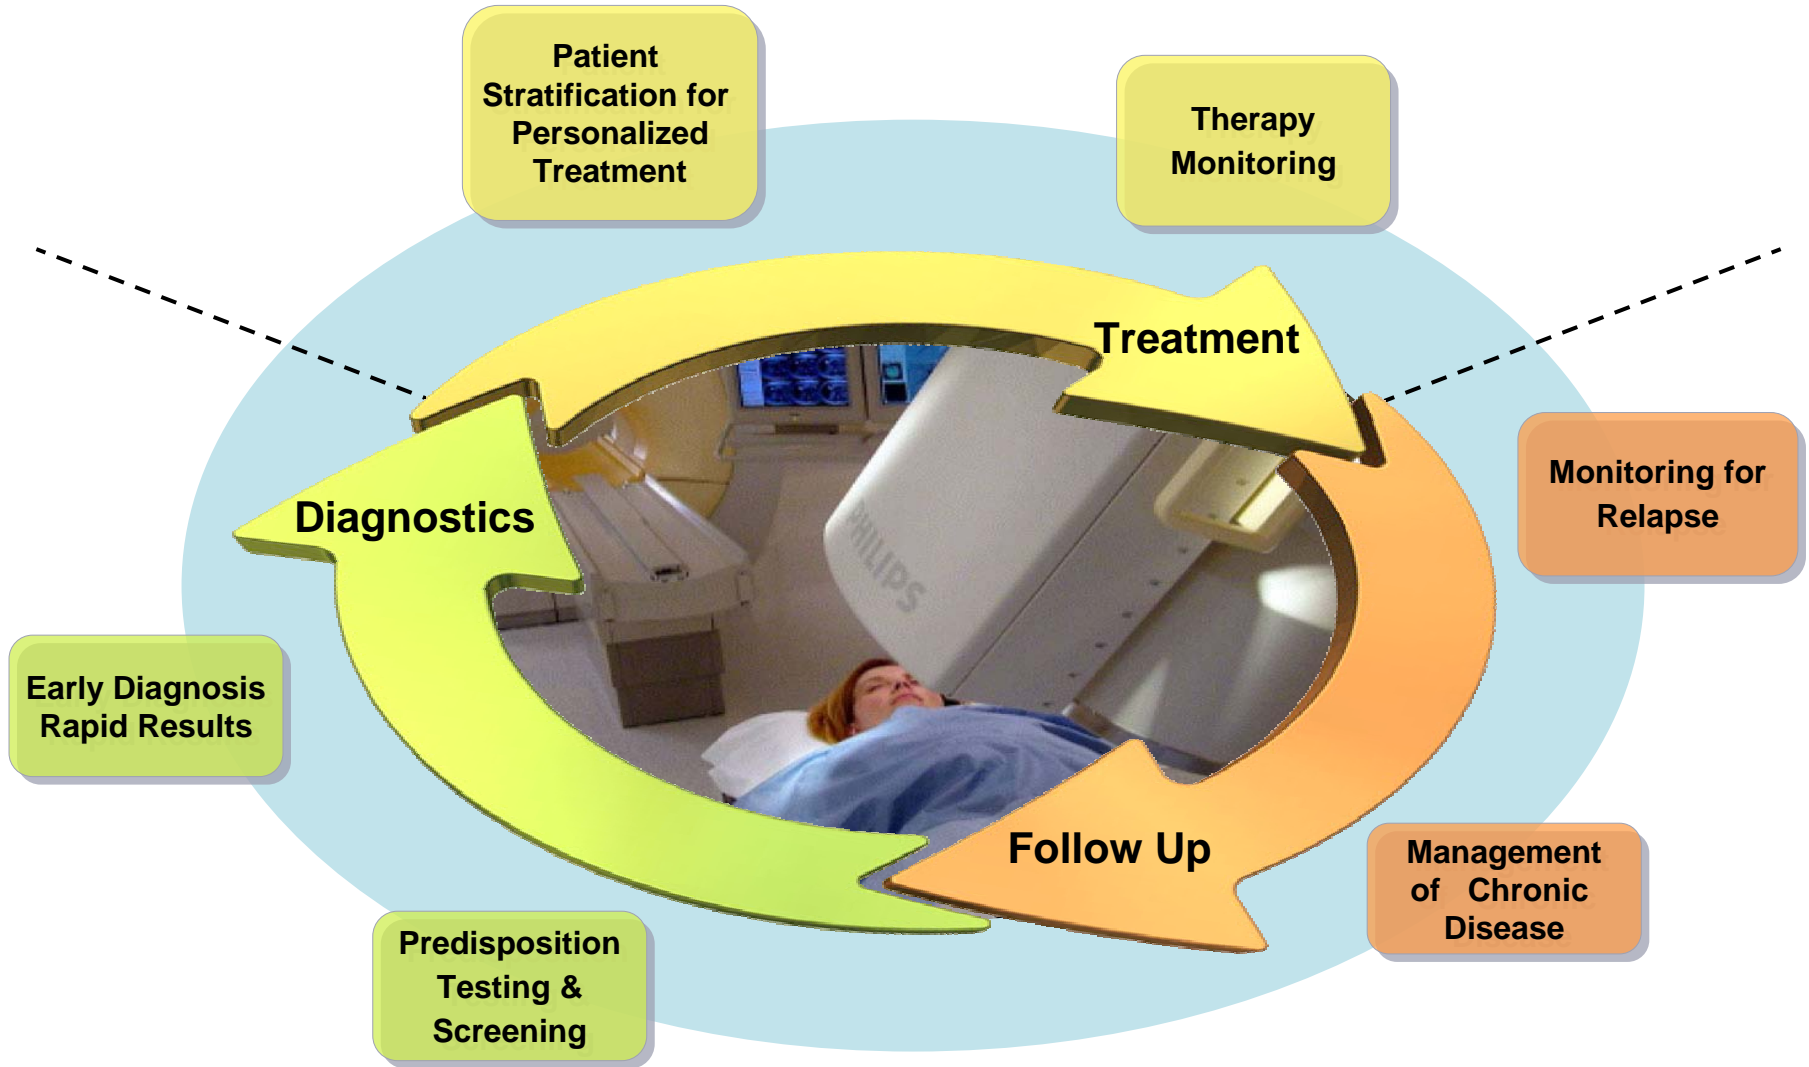 Patient
Stratification for
Personalized
Treatment
Therapy
Monitoring
Treatment
Diagnostics
Monitoring for
Relapse
PHILIPS
Early Diagnosis
Rapid Results
Follow Up
Management
of Chronic
Disease
Predisposition
Testing &
Screening